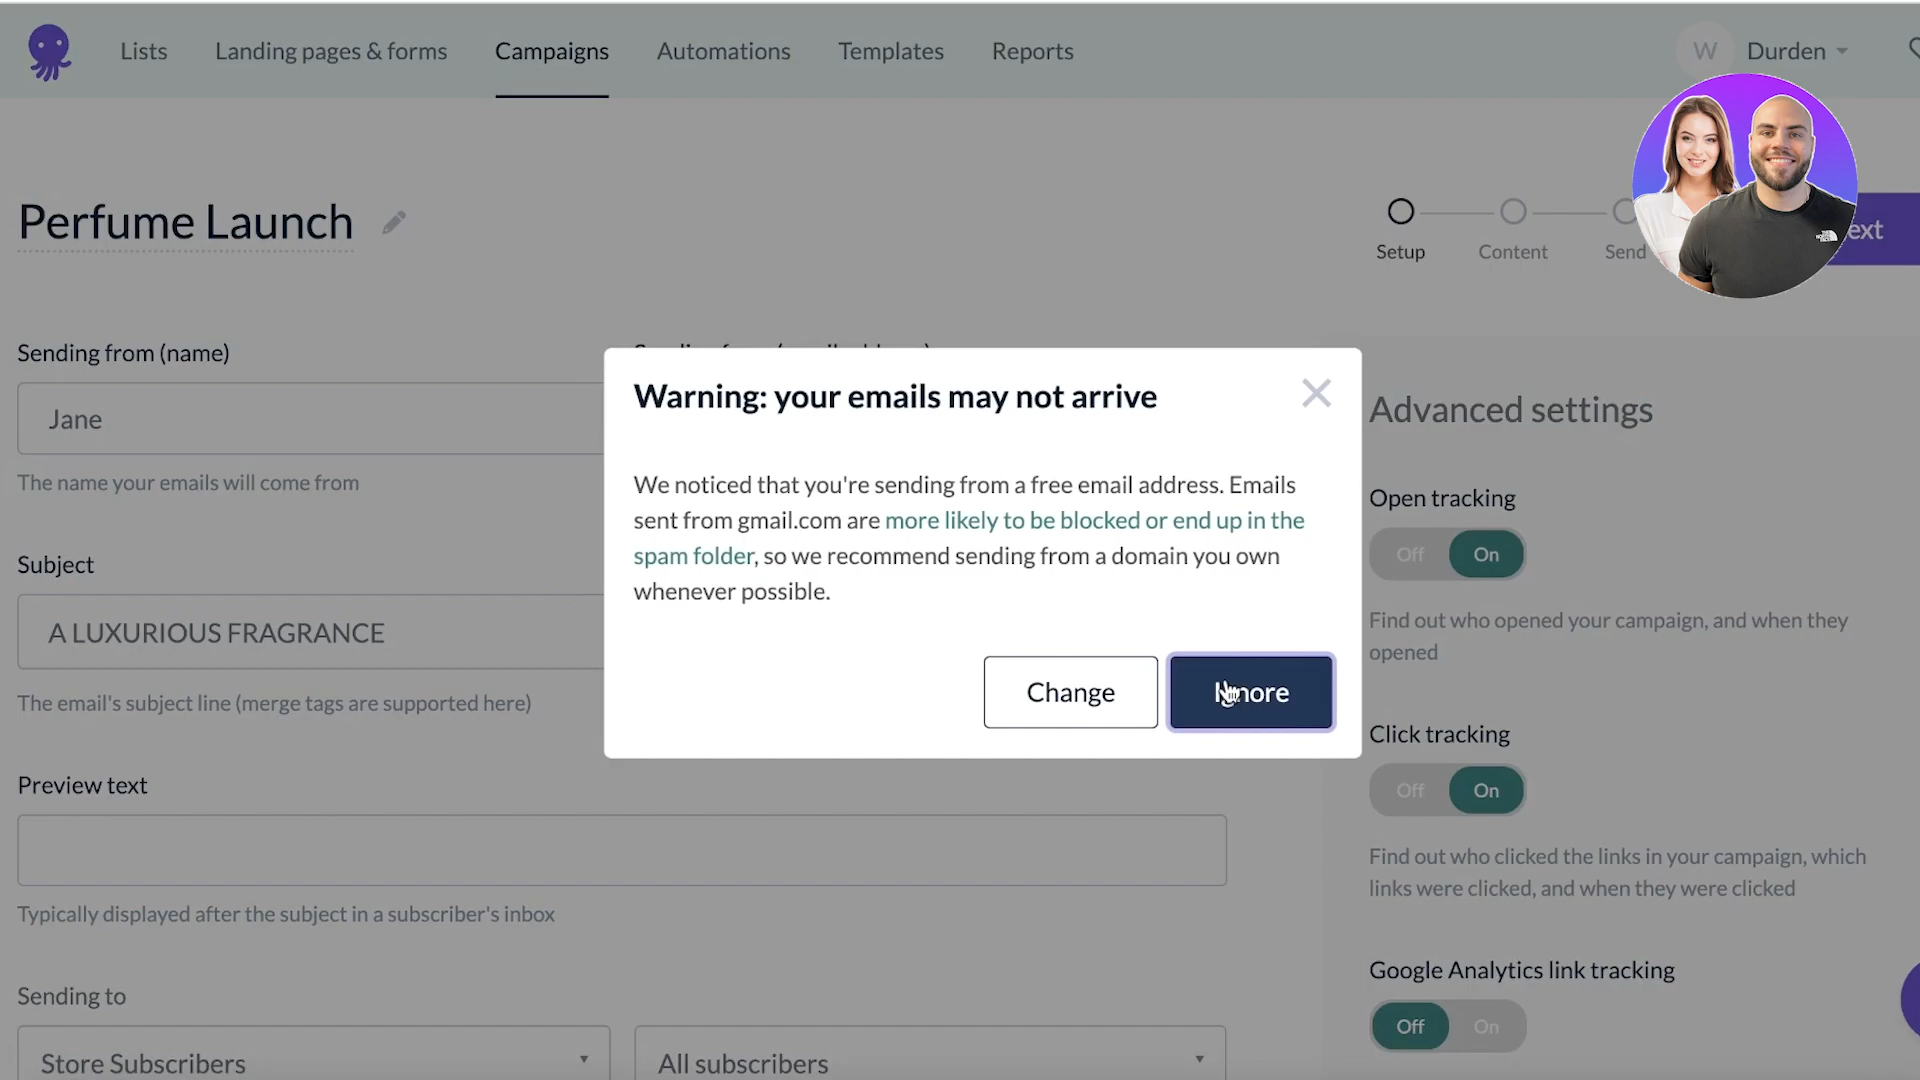 Lists
Landing pages & forms
Campaigns
Automations
Templates
Reports
W
Durden
Perfume Launch
Setup
Content
Send
Sending from (name)
Jane
The name your emails will come from
Subject
A LUXURIOUS FRAGRANCE
The email's subject line (merge tags are supported here)
Preview text
Typically displayed after the subject in a subscriber's inbox
Sending to
Store Subscribers
All subscribers
Warning: your emails may not arrive
We noticed that you're sending from a free email address. Emails
sent from gmail.com are more likely to be blocked or end up in the
spam folder, so we recommend sending from a domain you own
whenever possible.
Change
Ignore
Advanced settings
Open tracking
Off
On
Find out who opened your campaign, and when they
opened
Click tracking
Off
On
Find out who clicked the links in your campaign, which
links were clicked, and when they were clicked
Google Analytics link tracking
Off
On